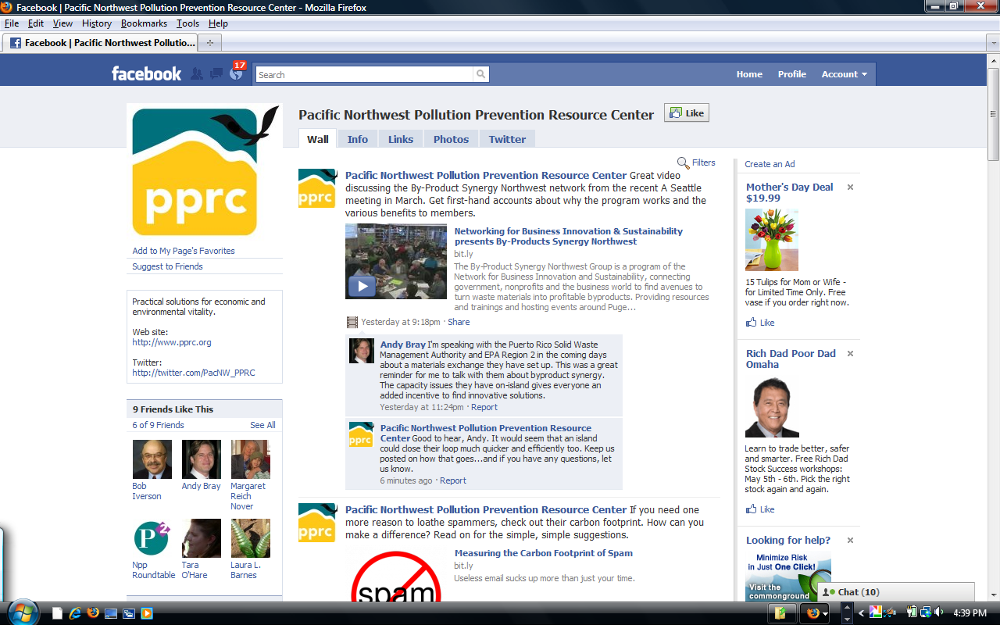 Facebook | Pacific Northwest Pollution Prevention Resource Center - Mozilla Firefox
File Edit View History Bookmarks Tools Help
Facebook | Pacific Northwest Pollutio...
facebook
17
Search
Home Profile Account
Pacific Northwest Pollution Prevention Resource Center
Like
Wall Info Links Photos Twitter
pprc
Add to My Page's Favorites
Suggest to Friends
Practical solutions for economic and
environmental vitality.
Web site:
http://www.pprc.org
Twitter:
http://twitter.com/PacNW_PPRC
9 Friends Like This
6 of 9 Friends See All
Bob
Iverson
Andy Bray
Margaret
Reich
Nover
P2
Npp
Roundtable
Tara
O'Hare
Laura L.
Barnes
Filters
pprc
Pacific Northwest Pollution Prevention Resource Center Great video
discussing the By-Product Synergy Northwest network from the recent A Seattle
meeting in March. Get first-hand accounts about why the program works and the
various benefits to members.
Networking for Business Innovation & Sustainability
presents By-Products Synergy Northwest
bit.ly
The By-Product Synergy Northwest Group is a program of the
Network for Business Innovation and Sustainability, connecting
government, nonprofits and the business world to find avenues to
turn waste materials into profitable byproducts. Providing resources
and trainings and hosting events around Puge...
Yesterday at 9:18pm · Share
Andy Bray I'm speaking with the Puerto Rico Solid Waste
Management Authority and EPA Region 2 in the coming days
about a materials exchange they have set up. This was a great
reminder for me to talk with them about byproduct synergy.
The capacity issues they have on-island gives everyone an
added incentive to find innovative solutions.
Yesterday at 11:24pm · Report
pprc
Pacific Northwest Pollution Prevention Resource
Center Good to hear, Andy. It would seem that an island
could close their loop much quicker and efficiently too. Keep us
posted on how that goes...and if you have any questions, let
us know.
6 minutes ago · Report
pprc
Pacific Northwest Pollution Prevention Resource Center If you need one
more reason to loathe spammers, check out their carbon footprint. How can you
make a difference? Read on for the simple, simple suggestions.
spam
Measuring the Carbon Footprint of Spam
bit.ly
Useless email sucks up more than just your time.
Create an Ad
Mother's Day Deal
$19.99
15 Tulips for Mom or Wife -
for Limited Time Only. Free
vase if you order right now.
Like
Rich Dad Poor Dad
Omaha
Learn to trade better, safer
and smarter. Free Rich Dad
Stock Success workshops:
May 5th - 6th. Pick the right
stock again and again.
Like
Looking for help?
Minimize Risk
in Just One Click!
Visit the
commonground
Chat (10)
4:39 PM